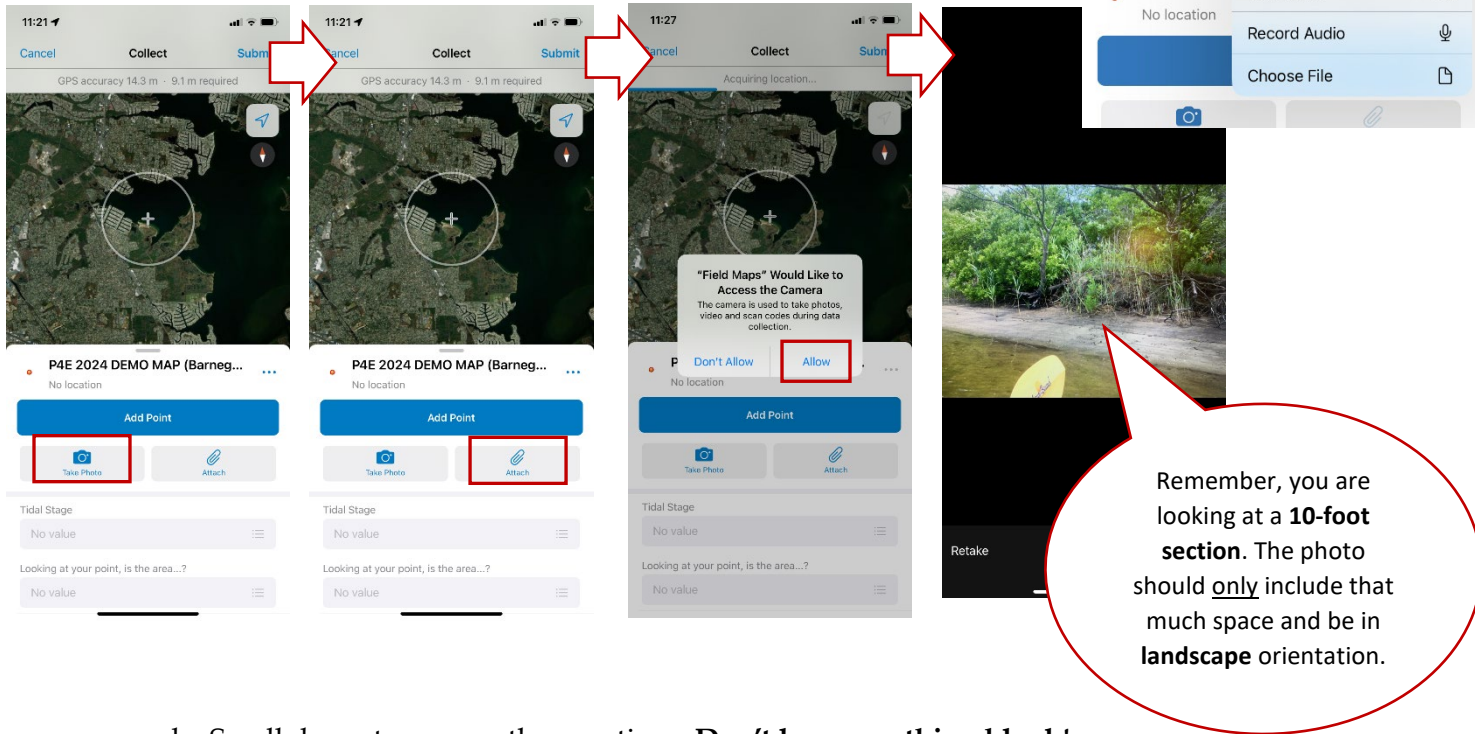 11:21
Cancel
Collect
Subm
GPS accuracy 14.3 m · 9.1 m required
P4E 2024 DEMO MAP (Barneg...
No location
Add Point
Take Photo
Attach
Tidal Stage
No value
Looking at your point, is the area...?
No value
11:21
Cancel
Collect
Submit
GPS accuracy 14.3 m · 9.1 m required
P4E 2024 DEMO MAP (Barneg...
No location
Add Point
Take Photo
Attach
Tidal Stage
No value
Looking at your point, is the area...?
No value
11:27
Cancel
Collect
Subm
Acquiring location...
"Field Maps" Would Like to
Access the Camera
The camera is used to take photos,
video and scan codes during data
collection.
Don't Allow
Allow
P
No location
Add Point
Take Photo
Attach
Tidal Stage
No value
Looking at your point, is the area...?
No value
No location
Record Audio
Choose File
Retake
Remember, you are
looking at a 10-foot
section. The photo
should only include that
much space and be in
landscape orientation.